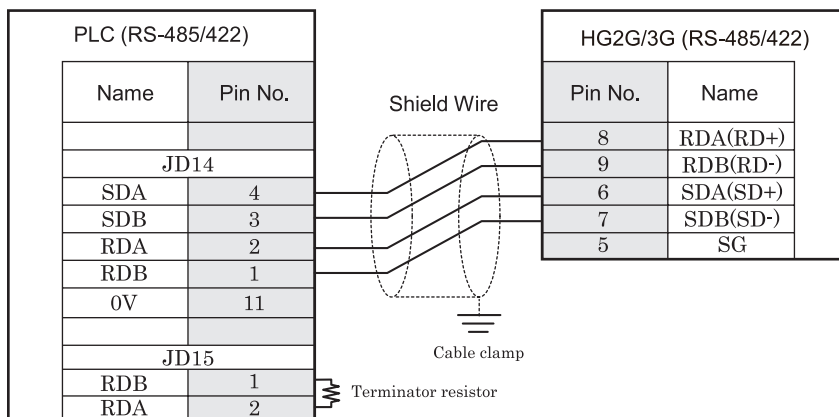 PLC (RS-485/422)
Name Pin No.
JD14
SDA 4
SDB 3
RDA 2
RDB 1
0V 11
JD15
RDB 1
RDA 2
Shield Wire
Cable clamp
Terminator resistor
HG2G/3G (RS-485/422)
Pin No. Name
8 RDA(RD+)
9 RDB(RD-)
6 SDA(SD+)
7 SDB(SD-)
5 SG